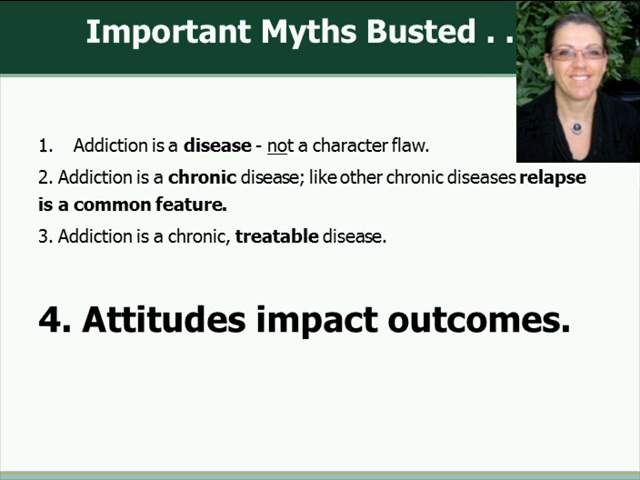 Important Myths Busted . .
1. Addiction is a disease - not a character flaw.
2. Addiction is a chronic disease; like other chronic diseases relapse
is a common feature.
3. Addiction is a chronic, treatable disease.
4. Attitudes impact outcomes.